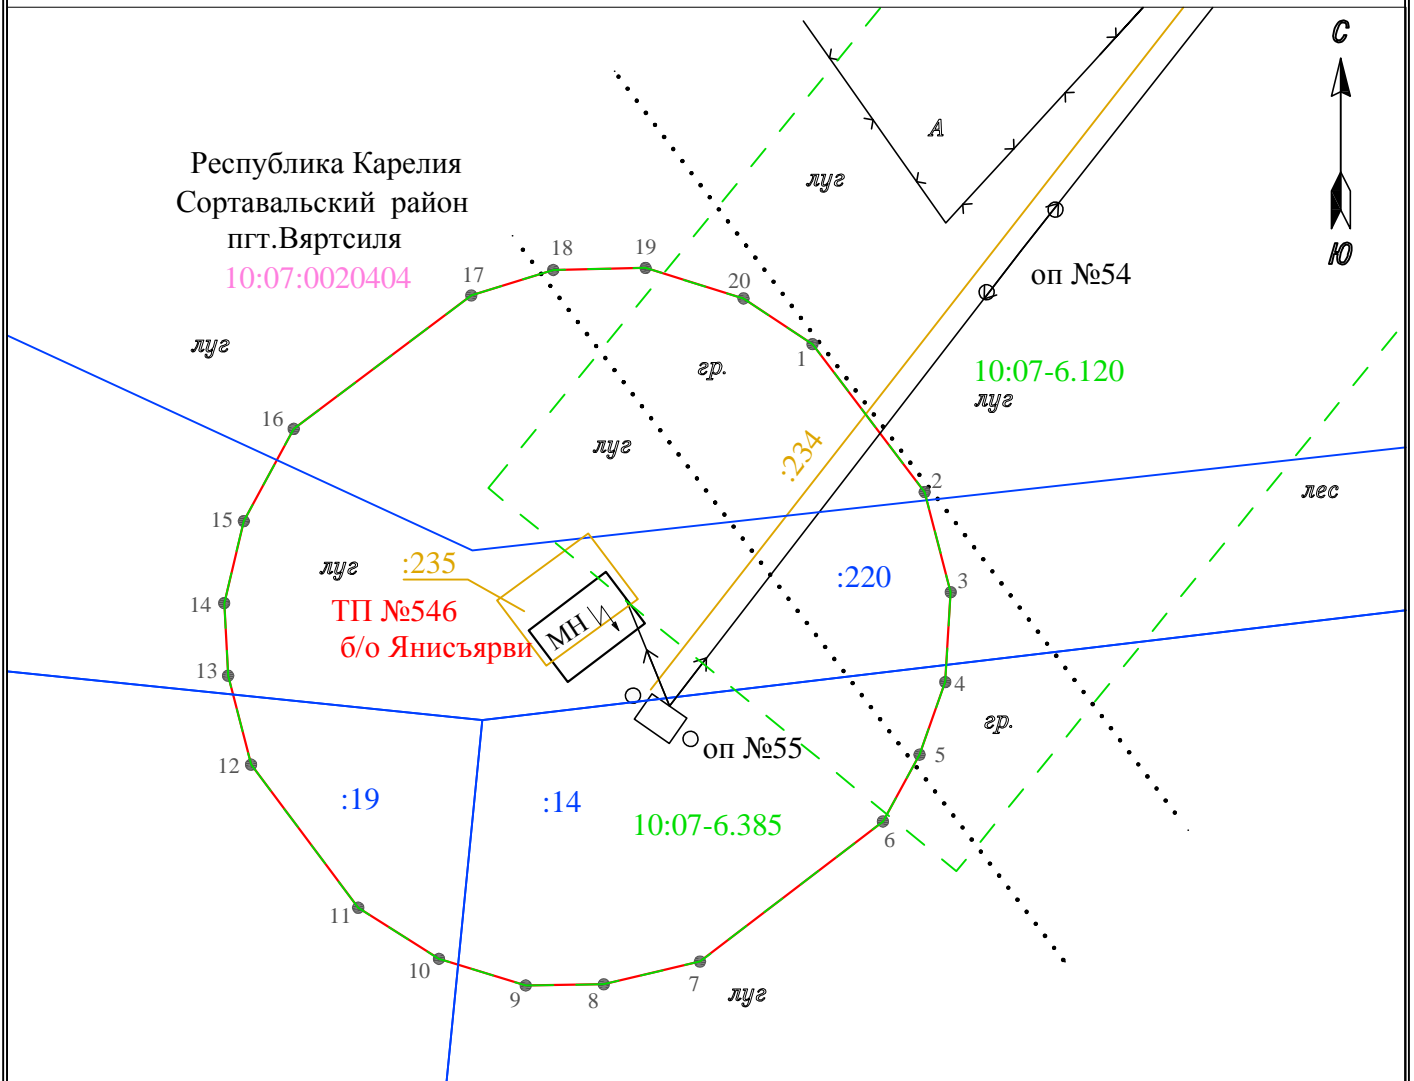 С
А
луг
Республика Карелия
Сортавальский район
пгт.Вяртсиля
10:07:0020404
18
19
17
20
Ю
оп №54
луг
1
гр.
10:07-6.120
луг
16
луг
:234
2
лес
15
:235
луг
:220
3
14
ТП №546
МН
б/о Янисъярви
13
4
гр.
оп №55
5
12
:19
:14
10:07-6.385
6
11
10
7
луг
9
8